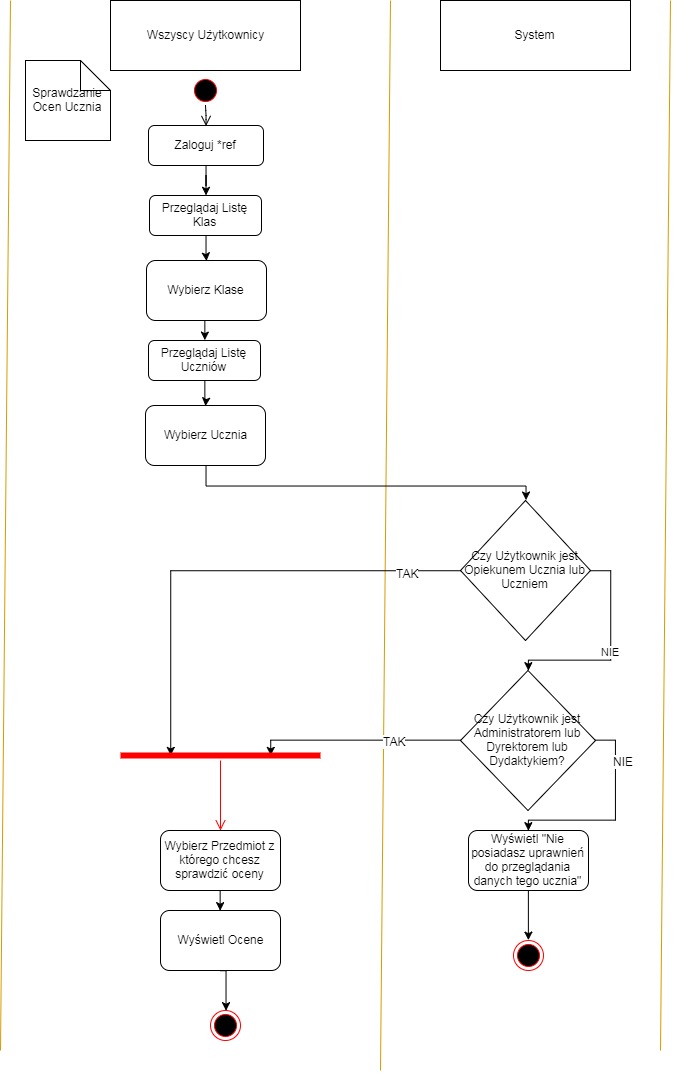 Wszyscy Użytkownicy
System
Sprawdzanie
Ocen Ucznia
Zaloguj *ref
Przeglądaj Listę
Klas
Wybierz Klase
Przeglądaj Listę
Uczniów
Wybierz Ucznia
Czy Użytkownik jest
Opiekunem Ucznia lub
Uczniem
TAK
NIE
Czy Użytkownik jest
Administratorem lub
Dyrektorem lub
Dydaktykiem?
TAK
NIE
Wybierz Przedmiot z
którego chcesz
sprawdzić oceny
Wyświetl "Nie
posiadasz uprawnień
do przeglądania
danych tego ucznia"
Wyświetl Ocene